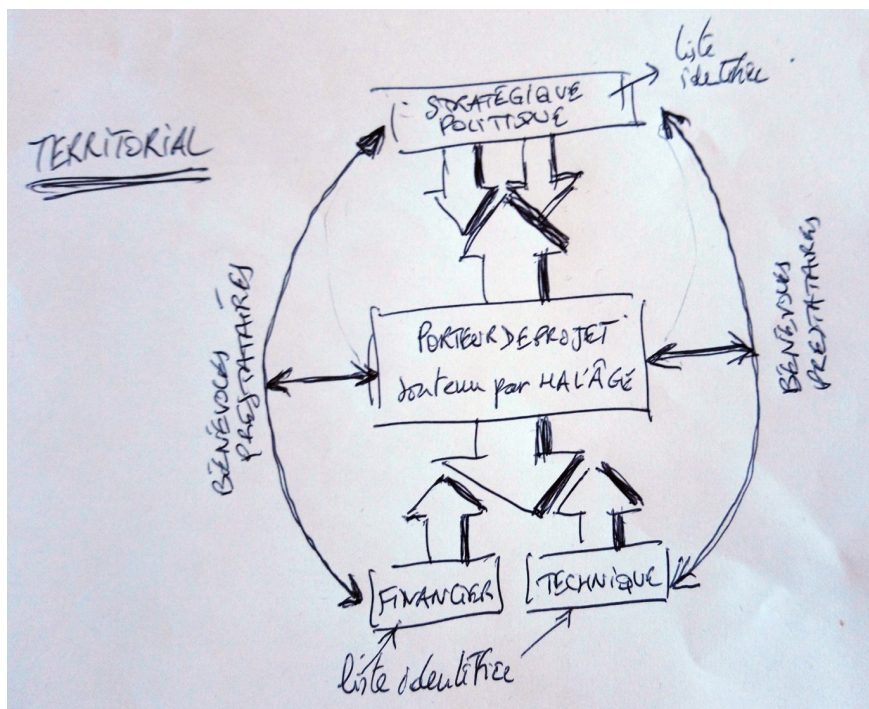 liste
identifiée
STRATÉGIQUE
POLITIQUE
TERRITORIAL
BÉNÉVOLES
PRESTATAIRES
PORTEUR DE PROJET
soutenu par HAL'ÂGE
BÉNÉVOLES
PRESTATAIRES
FINANCIER
TECHNIQUE
liste identifiée